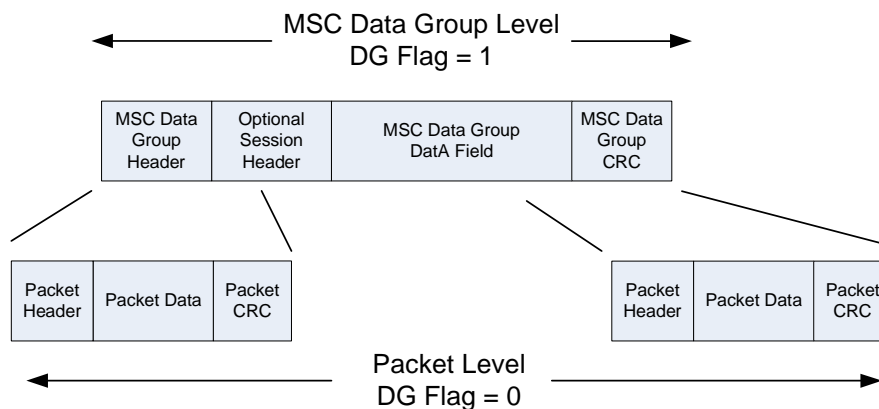 MSC Data Group Level
DG Flag = 1
MSC Data
Group
Header
Optional
Session
Header
MSC Data Group
DatA Field
MSC Data
Group
CRC
Packet
Header
Packet Data
Packet
CRC
Packet
Header
Packet Data
Packet
CRC
Packet Level
DG Flag = 0